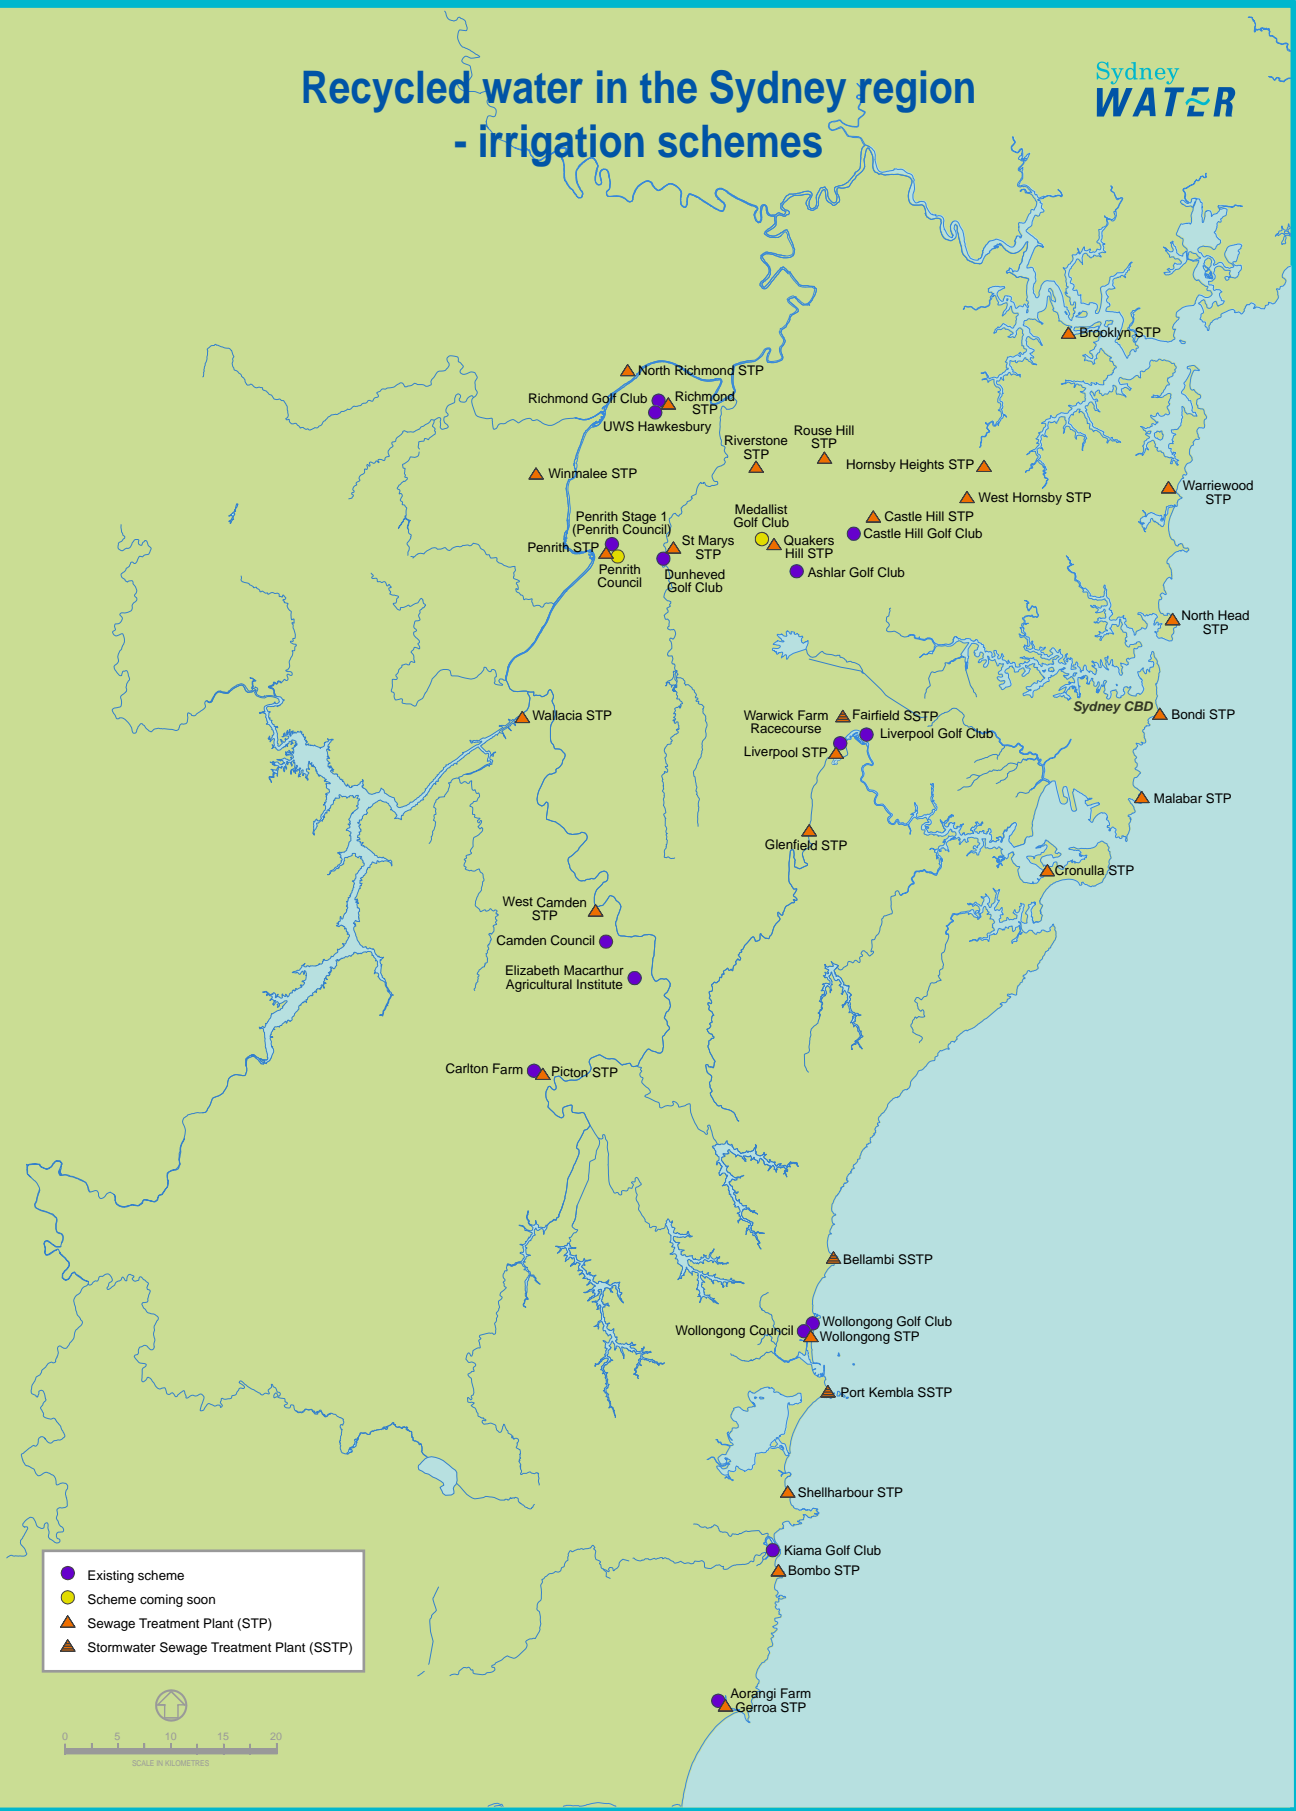 Recycled water in the Sydney region
- irrigation schemes
Sydney
WATER
Brooklyn STP
North Richmond STP
Richmond Golf Club
Richmond
STP
UWS Hawkesbury
Rouse Hill
STP
Riverstone
STP
Hornsby Heights STP
Winmalee STP
Warriewood
STP
West Hornsby STP
Medallist
Golf Club
Penrith Stage 1
(Penrith Council)
Castle Hill STP
Castle Hill Golf Club
Penrith STP
St Marys
STP
Quakers
Hill STP
Penrith
Council
Dunheved
Golf Club
Ashlar Golf Club
North Head
STP
Sydney CBD
Bondi STP
Wallacia STP
Warwick Farm
Racecourse
Fairfield SSTP
Liverpool Golf Club
Liverpool STP
Malabar STP
Glenfield STP
Cronulla STP
West Camden
STP
Camden Council
Elizabeth Macarthur
Agricultural Institute
Carlton Farm
Picton STP
Bellambi SSTP
Wollongong Golf Club
Wollongong Council
Wollongong STP
Port Kembla SSTP
Shellharbour STP
Kiama Golf Club
Bombo STP
Existing scheme
Scheme coming soon
Sewage Treatment Plant (STP)
Stormwater Sewage Treatment Plant (SSTP)
Aorangi Farm
Gerroa STP
0 5 10 15 20
SCALE IN KILOMETRES